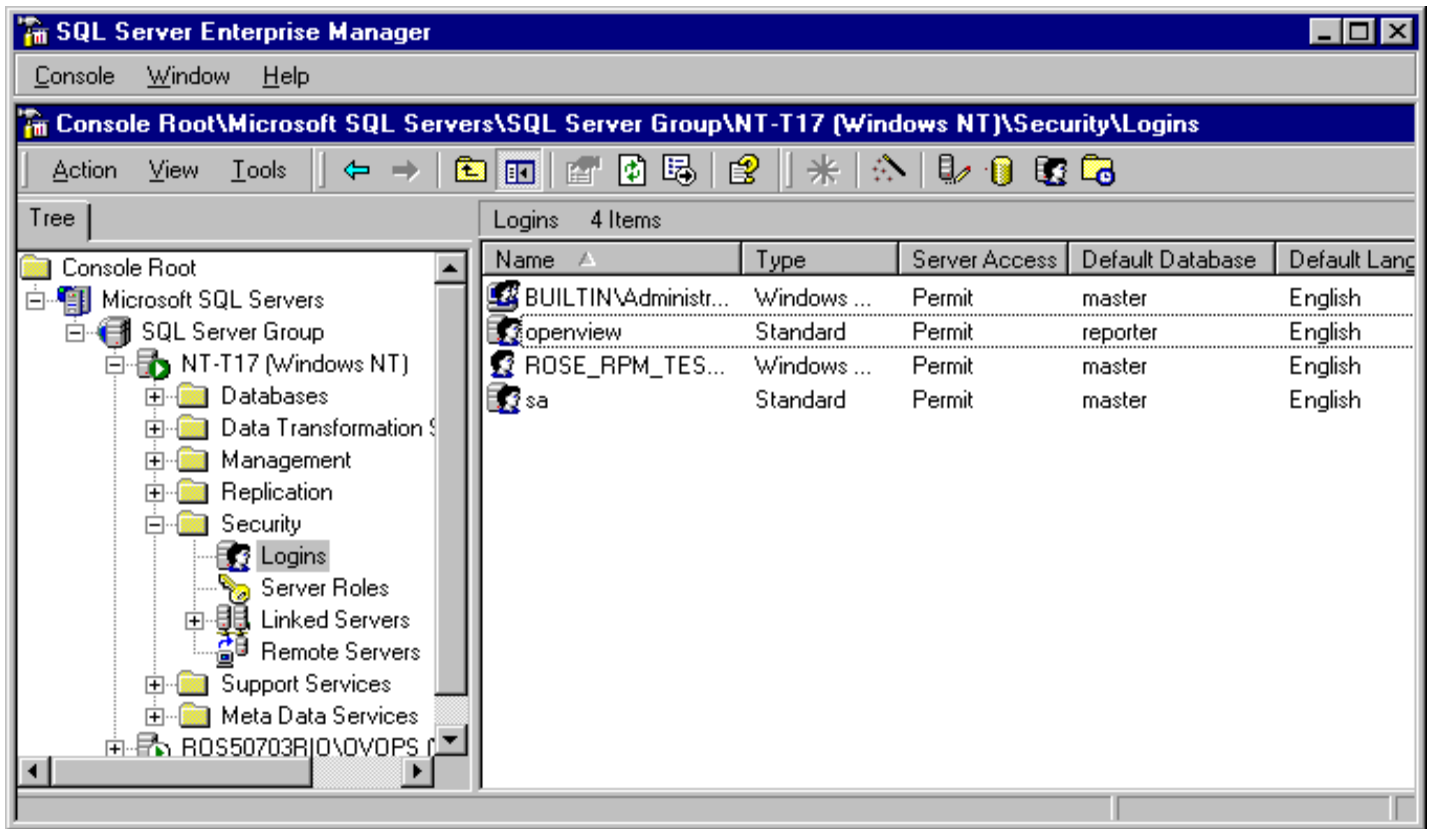 SQL Server Enterprise Manager
Console Window Help
Console Root\Microsoft SQL Servers\SQL Server Group\NT-T17 (Windows NT)\Security\Logins
Action View Tools
Tree
Console Root
Microsoft SQL Servers
SQL Server Group
NT-T17 (Windows NT)
Databases
Data Transformation S
Management
Replication
Security
Logins
Server Roles
Linked Servers
Remote Servers
Support Services
Meta Data Services
ROS50703RIO\OVOPS (
Logins 4 Items
Name Type Server Access Default Database Default Lang
BUILTIN\Administr... Windows ... Permit master English
openview Standard Permit reporter English
ROSE_RPM_TES... Windows ... Permit master English
sa Standard Permit master English